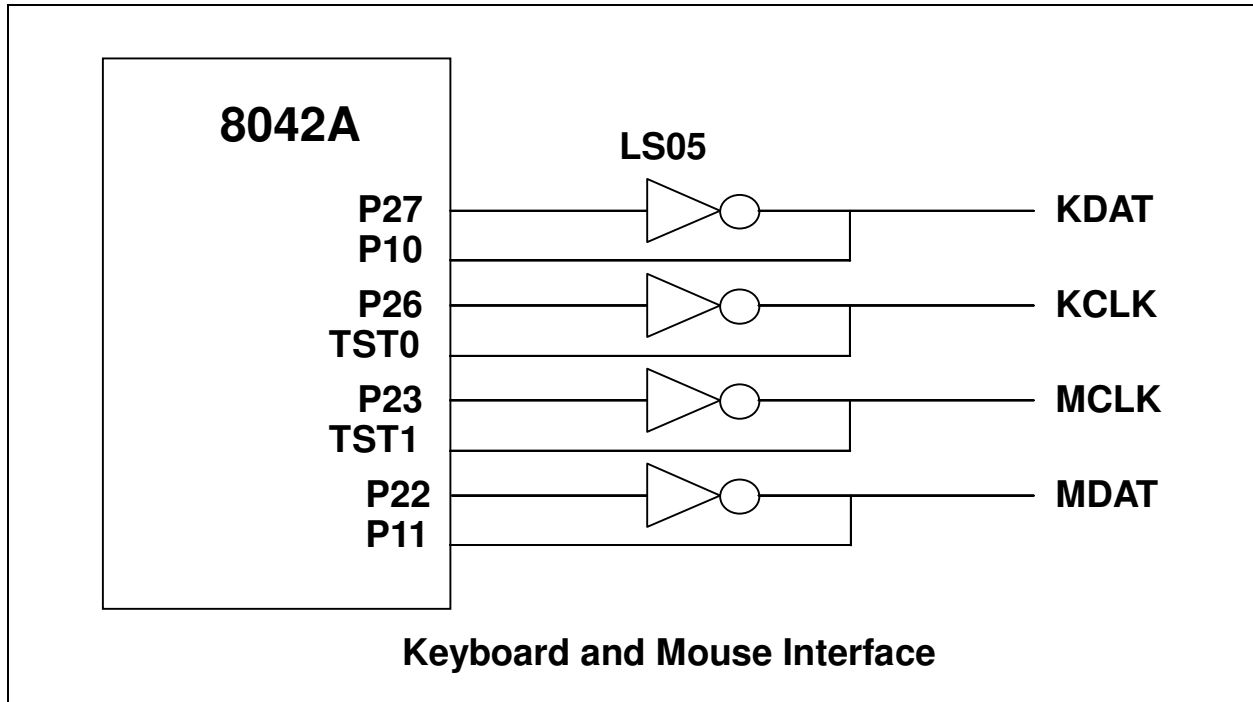 8042A
LS05
P27
KDAT
P10
P26
KCLK
TST0
P23
MCLK
TST1
P22
MDAT
P11
Keyboard and Mouse Interface